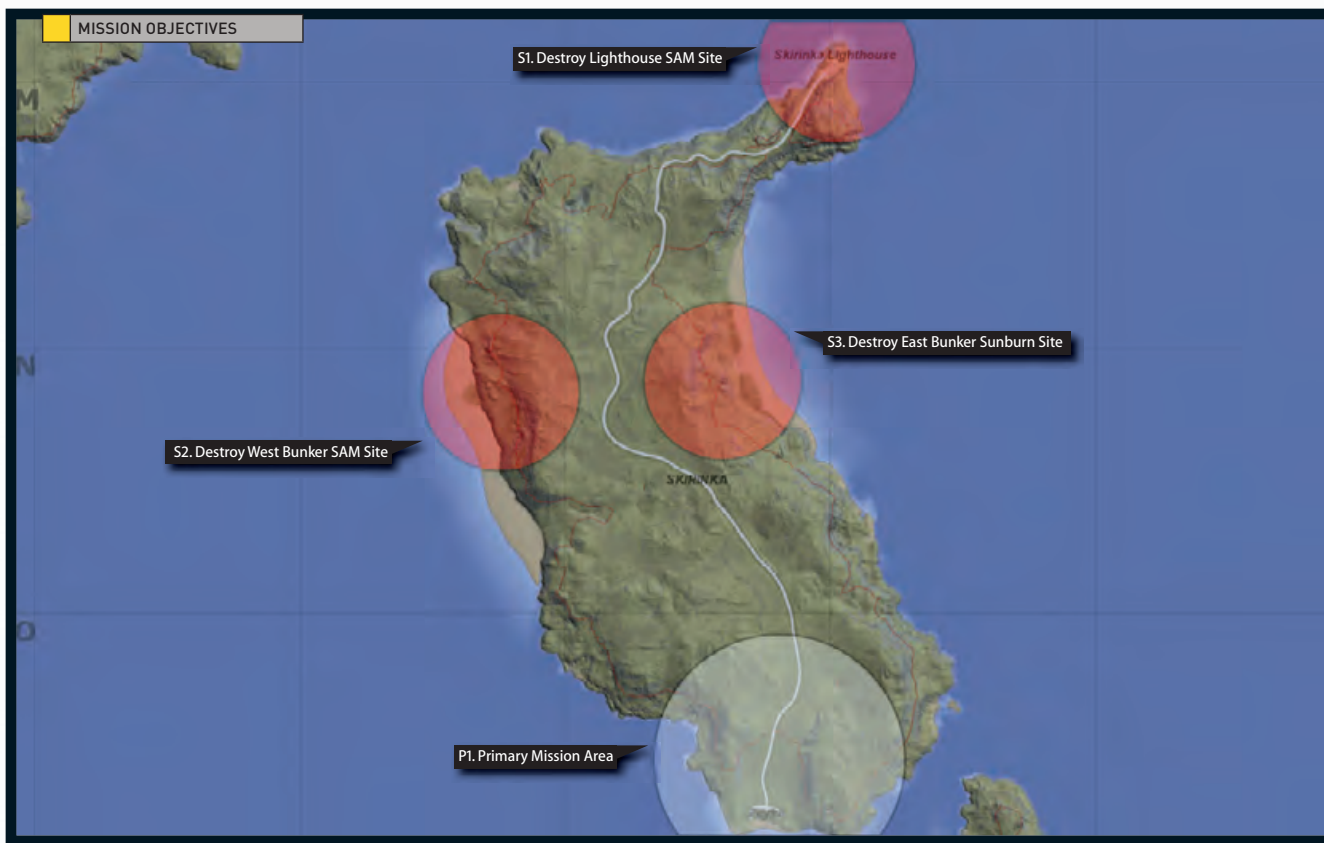 MISSION OBJECTIVES
S1. Destroy Lighthouse SAM Site
Skirinka Lighthouse
M
S3. Destroy East Bunker Sunburn Site
N
S2. Destroy West Bunker SAM Site
SKIRINKA
O
P1. Primary Mission Area